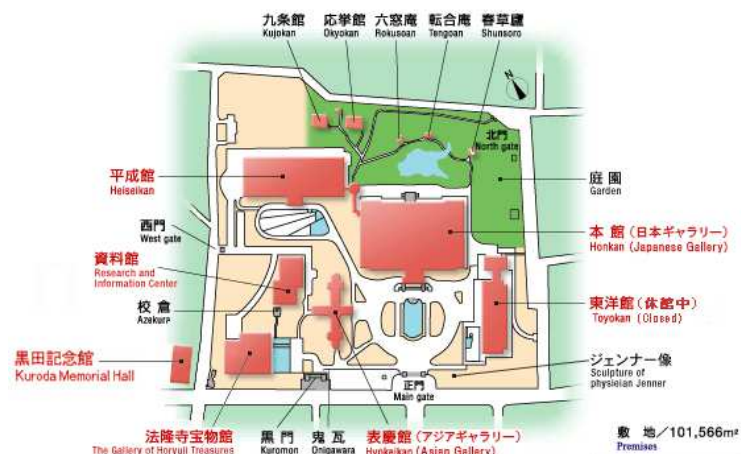 九条館
Kujokan
応挙館
Okyokan
六窓庵
Rokusoan
転合庵
Tengoan
春草廬
Shunsoro
N
北門
North gate
平成館
Heiseikan
庭園
Garden
西門
West gate
本館(日本ギャラリー)
Honkan (Japanese Gallery)
資料館
Research and
Information Center
校倉
Azekura
東洋館(休館中)
Toyokan (Closed)
黒田記念館
Kuroda Memorial Hall
ジェンナー像
Sculpture of
physieian Jenner
正門
Main gate
法隆寺宝物館
The Gallery of Horyuji Treasures
黒門
Kuromon
鬼瓦
Onigawara
表慶館(アジアギャラリー)
Hyokeikan (Asian Gallery)
敷 地/101,566m²
Premises